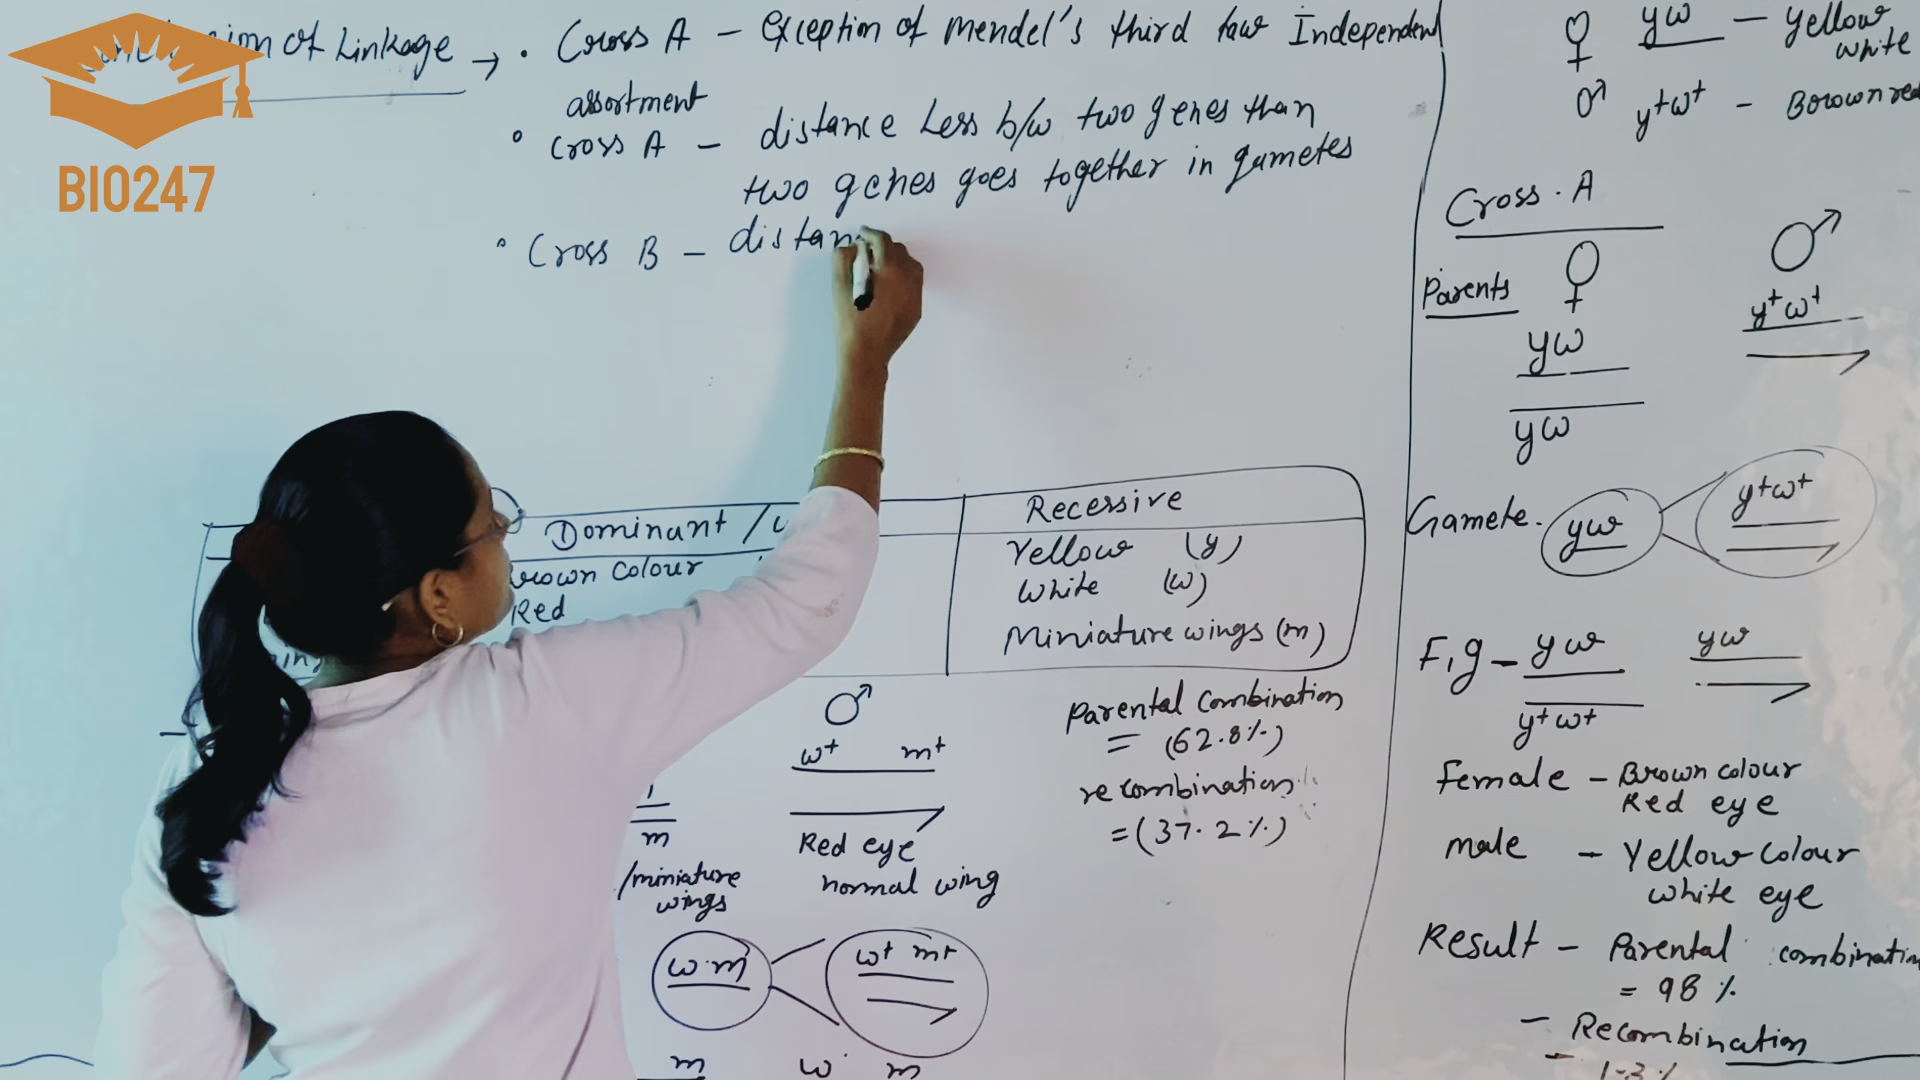 BIO247
of Linkage → • Cross A – Exception of Mendel's third law Independent
assortment
• Cross A – distance Less b/w two genes than
two genes goes together in gametes
• Cross B – distan
Dominant / Recessive
Brown Colour Yellow (y)
Red White (w)
Miniature wings (m)
♂
w+ m+
m
Red eye
normal wing
/miniature
wings
w m w+ m+
m w m
Parental Combination
= (62.8%)
recombination
= (37.2%)
♀ yw – Yellow
white
♂ y+w+ – Brown red
Cross. A
Parents ♀ ♂
yw y+w+
yw
Gamete. yw y+w+
F1g – yw yw
y+w+
Female – Brown colour
Red eye
male – Yellow Colour
white eye
Result – Parental combination
= 98 %
– Recombination